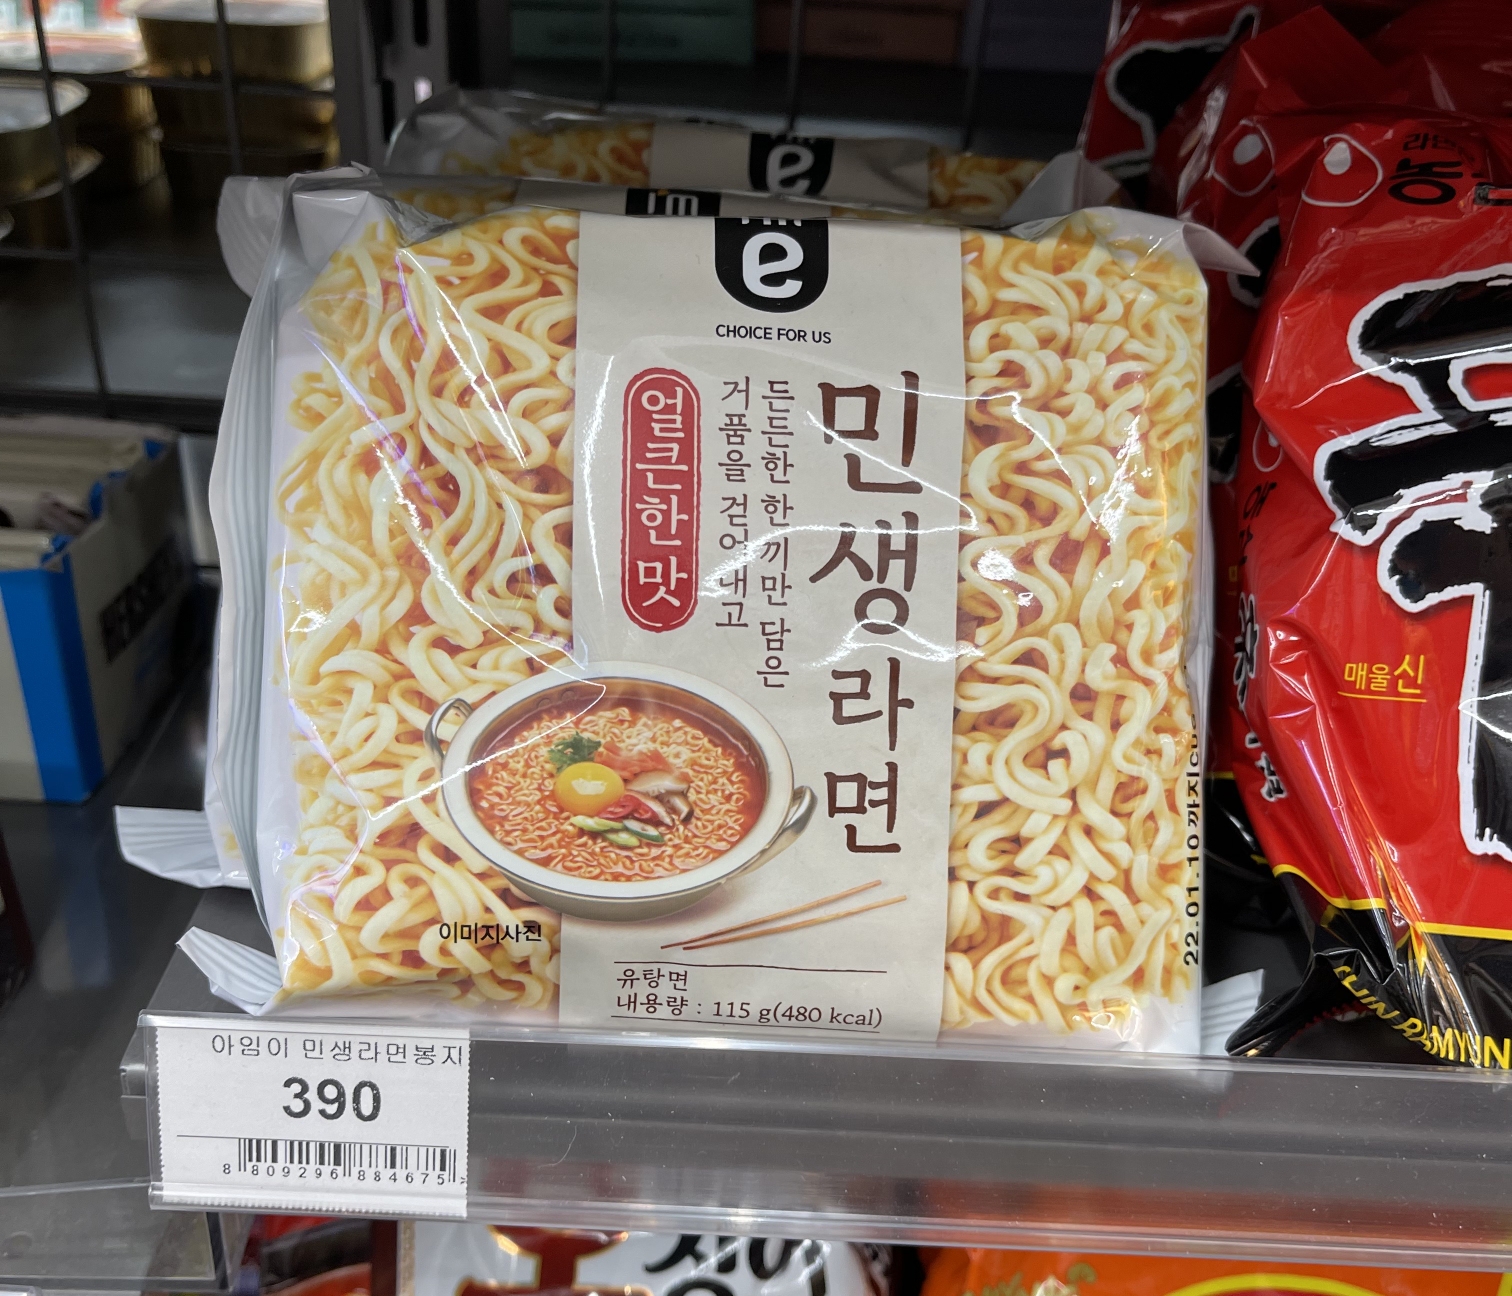 I'm
e
CHOICE FOR US
민생라면
든든한 한끼만 담은
거품을 걷어내고
얼큰한 맛
이미지사진
유탕면
내용량 : 115 g(480 kcal)
22.01.10까지
아임이 민생라면봉지
390
8 809296 884675
매울신
SHIN RAMYUN
HERSHEY